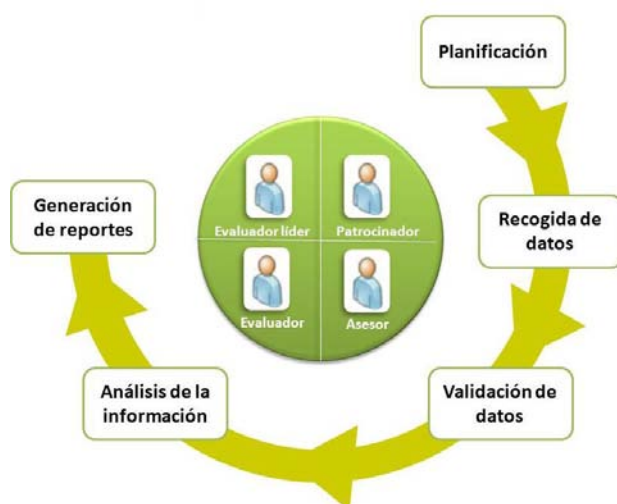 Planificación
Recogida de
datos
Validación de
datos
Análisis de la
información
Generación
de reportes
Evaluador líder
Patrocinador
Evaluador
Asesor